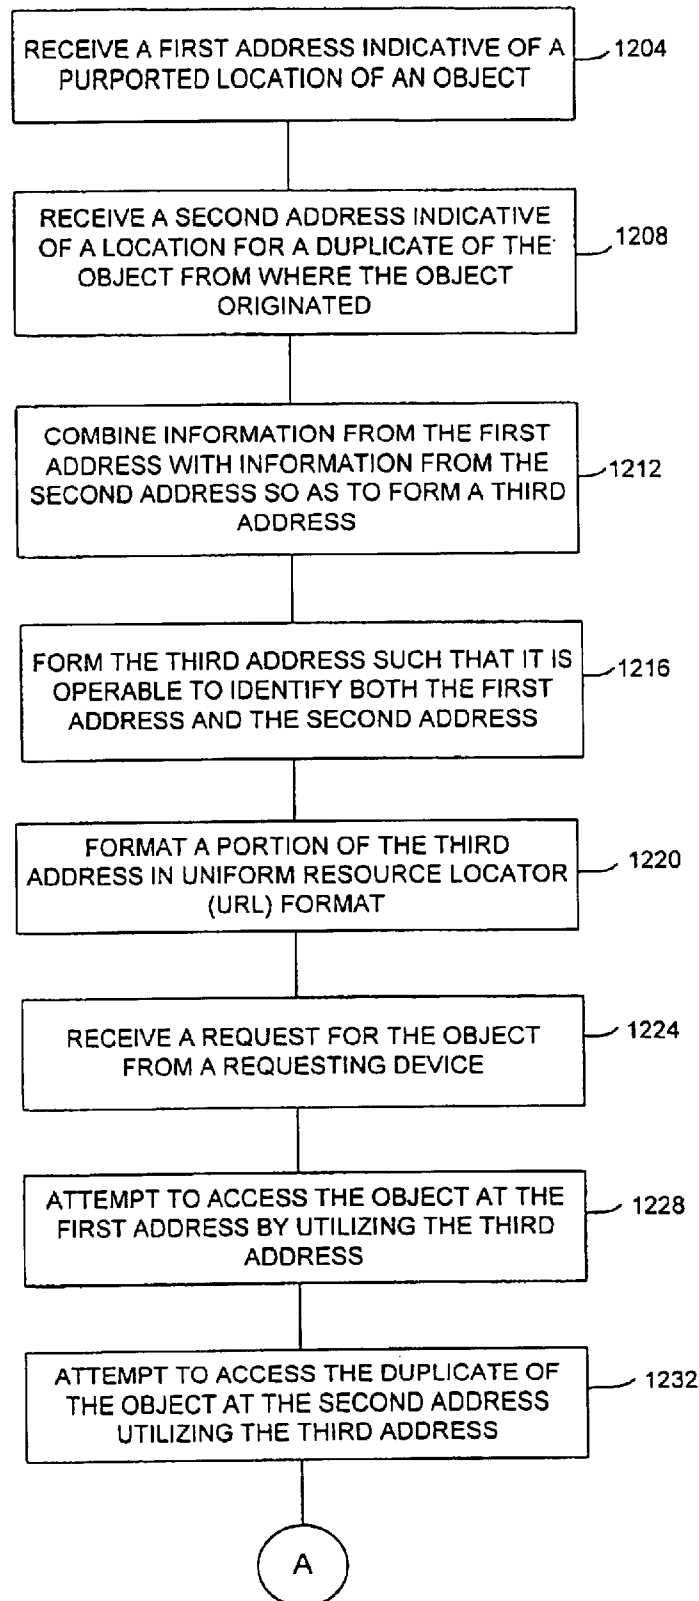 RECEIVE A FIRST ADDRESS INDICATIVE OF A
PURPORTED LOCATION OF AN OBJECT
1204
RECEIVE A SECOND ADDRESS INDICATIVE
OF A LOCATION FOR A DUPLICATE OF THE
OBJECT FROM WHERE THE OBJECT
ORIGINATED
1208
COMBINE INFORMATION FROM THE FIRST
ADDRESS WITH INFORMATION FROM THE
SECOND ADDRESS SO AS TO FORM A THIRD
ADDRESS
1212
FORM THE THIRD ADDRESS SUCH THAT IT IS
OPERABLE TO IDENTIFY BOTH THE FIRST
ADDRESS AND THE SECOND ADDRESS
1216
FORMAT A PORTION OF THE THIRD
ADDRESS IN UNIFORM RESOURCE LOCATOR
(URL) FORMAT
1220
RECEIVE A REQUEST FOR THE OBJECT
FROM A REQUESTING DEVICE
1224
ATTEMPT TO ACCESS THE OBJECT AT THE
FIRST ADDRESS BY UTILIZING THE THIRD
ADDRESS
1228
ATTEMPT TO ACCESS THE DUPLICATE OF
THE OBJECT AT THE SECOND ADDRESS
UTILIZING THE THIRD ADDRESS
1232
A